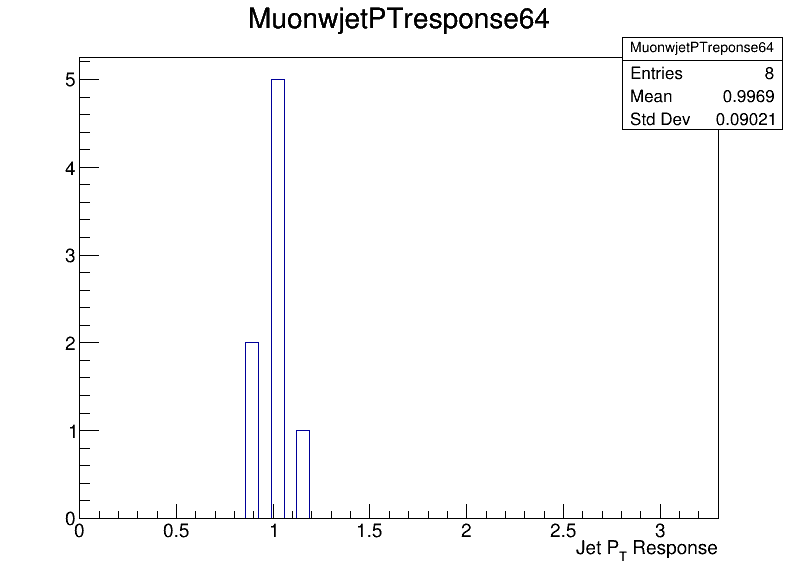 MuonwjetPTresponse64
MuonwjetPTreponse64
Entries 8
Mean 0.9969
Std Dev 0.09021
5
4
3
2
1
0
0 0.5 1 1.5 2 2.5 3
Jet PT Response